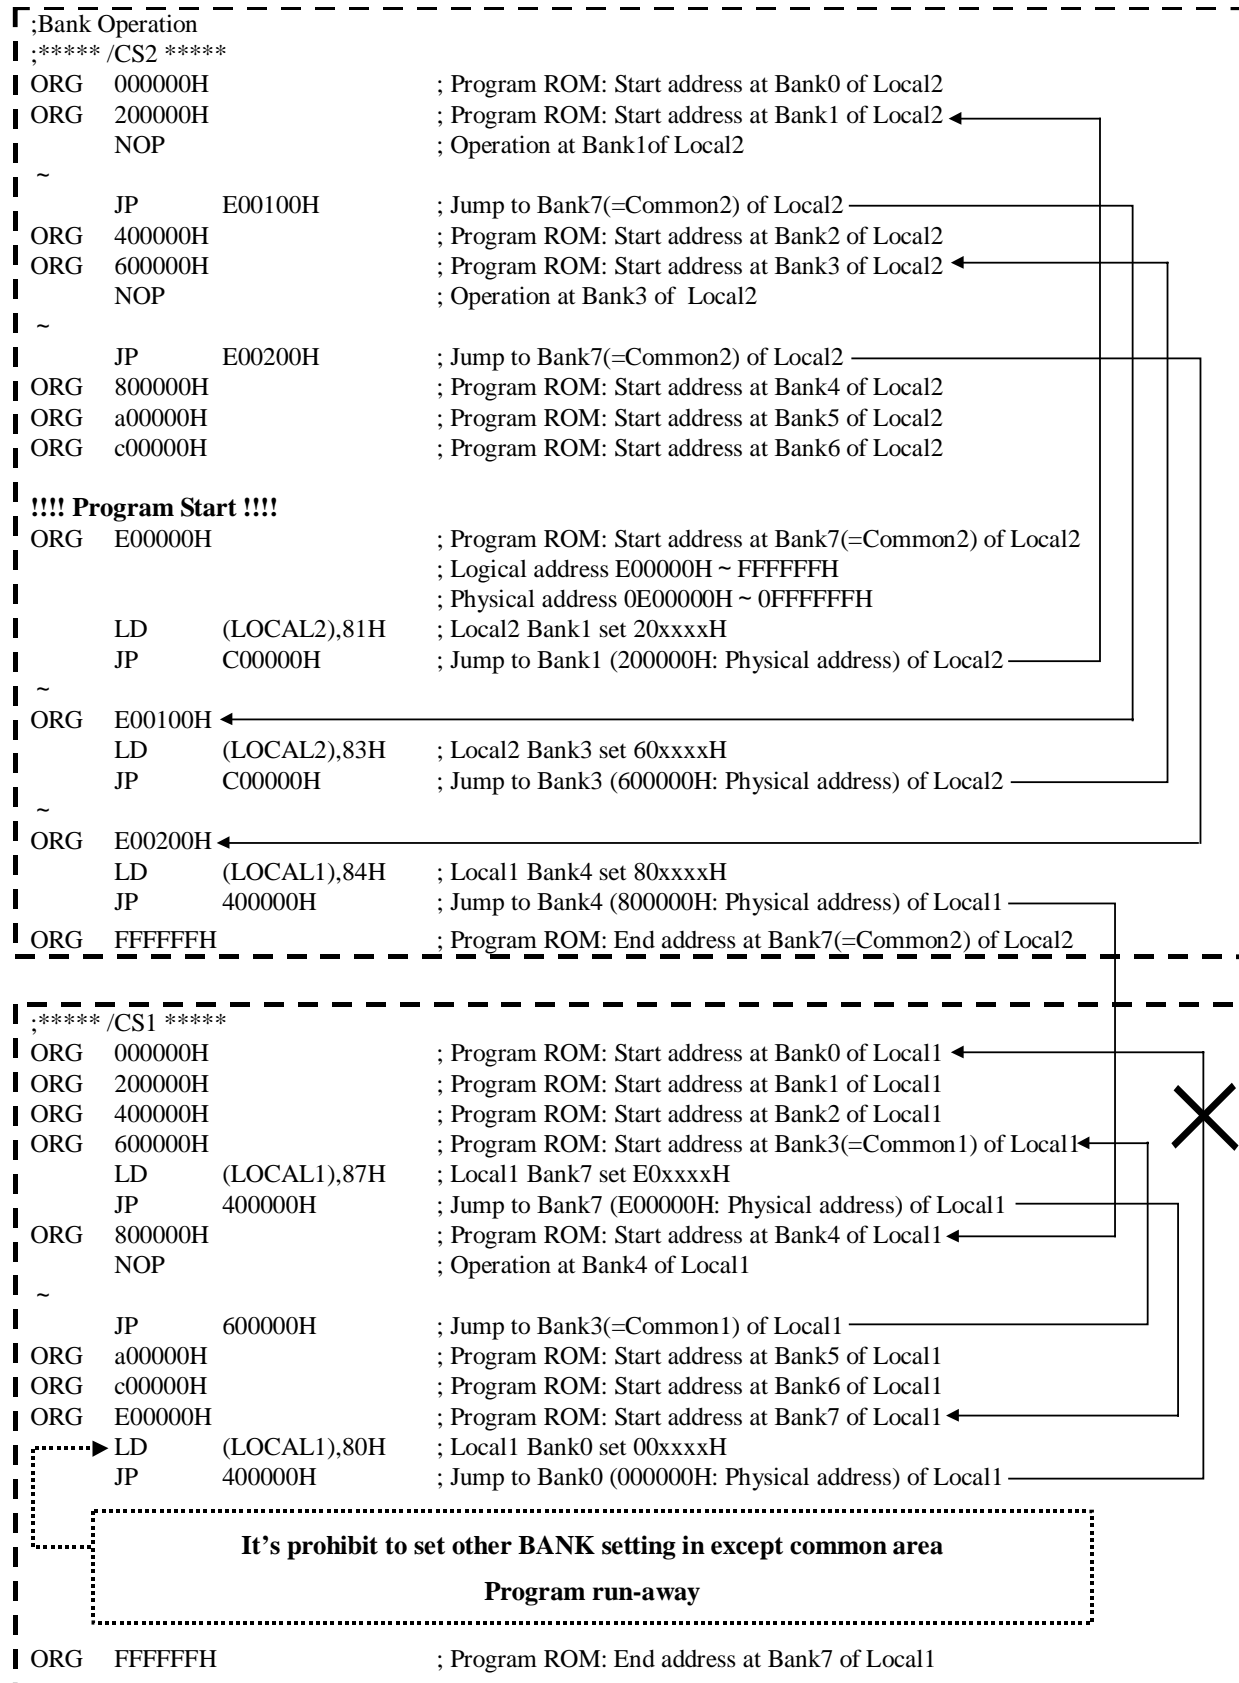 ;Bank Operation
;***** /CS2 *****
ORG 000000H ; Program ROM: Start address at Bank0 of Local2
ORG 200000H ; Program ROM: Start address at Bank1 of Local2
NOP ; Operation at Bank1of Local2
~
JP E00100H ; Jump to Bank7(=Common2) of Local2
ORG 400000H ; Program ROM: Start address at Bank2 of Local2
ORG 600000H ; Program ROM: Start address at Bank3 of Local2
NOP ; Operation at Bank3 of Local2
~
JP E00200H ; Jump to Bank7(=Common2) of Local2
ORG 800000H ; Program ROM: Start address at Bank4 of Local2
ORG a00000H ; Program ROM: Start address at Bank5 of Local2
ORG c00000H ; Program ROM: Start address at Bank6 of Local2
!!!! Program Start !!!!
ORG E00000H ; Program ROM: Start address at Bank7(=Common2) of Local2
; Logical address E00000H ~ FFFFFFH
; Physical address 0E00000H ~ 0FFFFFFH
LD (LOCAL2),81H ; Local2 Bank1 set 20xxxxH
JP C00000H ; Jump to Bank1 (200000H: Physical address) of Local2
~
ORG E00100H
LD (LOCAL2),83H ; Local2 Bank3 set 60xxxxH
JP C00000H ; Jump to Bank3 (600000H: Physical address) of Local2
~
ORG E00200H
LD (LOCAL1),84H ; Local1 Bank4 set 80xxxxH
JP 400000H ; Jump to Bank4 (800000H: Physical address) of Local1
ORG FFFFFFH ; Program ROM: End address at Bank7(=Common2) of Local2
;***** /CS1 *****
ORG 000000H ; Program ROM: Start address at Bank0 of Local1
ORG 200000H ; Program ROM: Start address at Bank1 of Local1
ORG 400000H ; Program ROM: Start address at Bank2 of Local1
ORG 600000H ; Program ROM: Start address at Bank3(=Common1) of Local1
LD (LOCAL1),87H ; Local1 Bank7 set E0xxxxH
JP 400000H ; Jump to Bank7 (E00000H: Physical address) of Local1
ORG 800000H ; Program ROM: Start address at Bank4 of Local1
NOP ; Operation at Bank4 of Local1
~
JP 600000H ; Jump to Bank3(=Common1) of Local1
ORG a00000H ; Program ROM: Start address at Bank5 of Local1
ORG c00000H ; Program ROM: Start address at Bank6 of Local1
ORG E00000H ; Program ROM: Start address at Bank7 of Local1
LD (LOCAL1),80H ; Local1 Bank0 set 00xxxxH
JP 400000H ; Jump to Bank0 (000000H: Physical address) of Local1
It's prohibit to set other BANK setting in except common area
Program run-away
ORG FFFFFFH ; Program ROM: End address at Bank7 of Local1